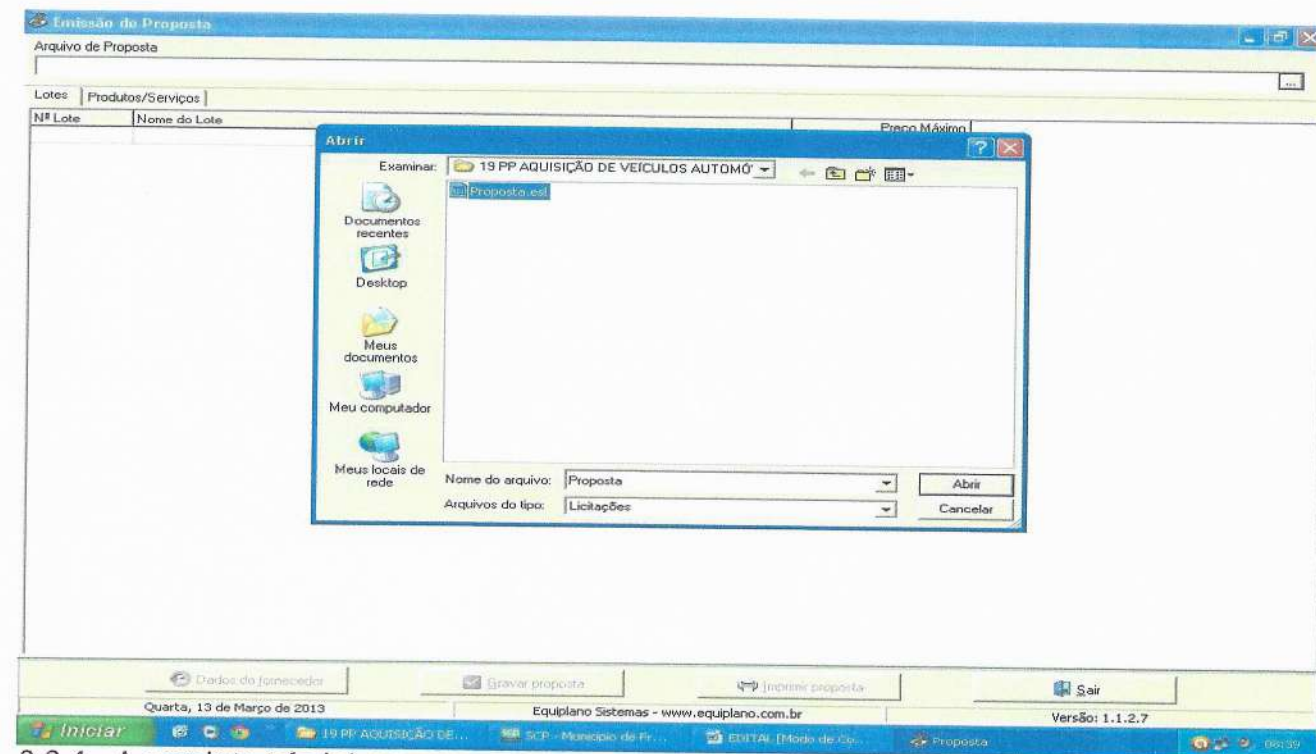 Emissão de Proposta
Arquivo de Proposta
...
Lotes Produtos/Serviços
Nº Lote Nome do Lote Preço Máximo
Abrir
Examinar: 19 PP AQUISIÇÃO DE VEÍCULOS AUTOMÓ
Proposta.esl
Documentos recentes
Desktop
Meus documentos
Meu computador
Meus locais de rede
Nome do arquivo: Proposta Abrir
Arquivos do tipo: Licitações Cancelar
Dados do fornecedor Gravar proposta Imprimir proposta Sair
Quarta, 13 de Março de 2013 Equiplano Sistemas - www.equiplano.com.br Versão: 1.1.2.7
Iniciar 19 PP AQUISIÇÃO DE... SCP - Município de Fr... EDITAL [Modo de Co... Proposta 08:39